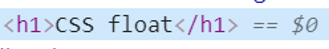 <h1>CSS float</h1> == $0